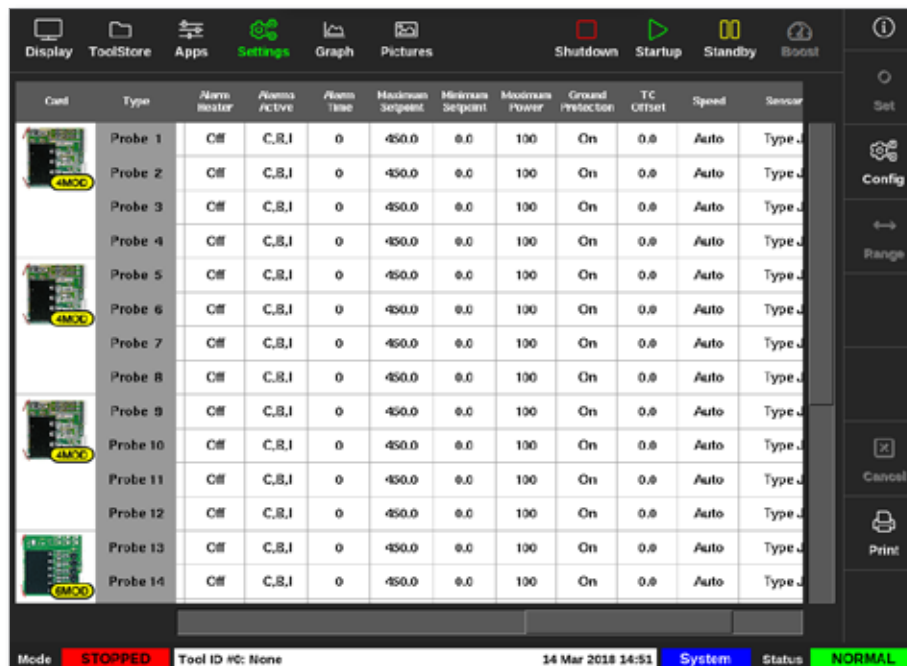 Display ToolStore Apps Settings Graph Pictures Shutdown Startup Standby Boost
Set
Config
Range
Cancel
Print
Card Type Alarm Heater Alarms Active Alarm Time Maximum Setpoint Minimum Setpoint Maximum Power Ground Protection TC Offset Speed Sensor
4MOD
Probe 1 Off C,B,I 0 450.0 0.0 100 On 0.0 Auto Type J
Probe 2 Off C,B,I 0 450.0 0.0 100 On 0.0 Auto Type J
Probe 3 Off C,B,I 0 450.0 0.0 100 On 0.0 Auto Type J
Probe 4 Off C,B,I 0 450.0 0.0 100 On 0.0 Auto Type J
4MOD
Probe 5 Off C,B,I 0 450.0 0.0 100 On 0.0 Auto Type J
Probe 6 Off C,B,I 0 450.0 0.0 100 On 0.0 Auto Type J
Probe 7 Off C,B,I 0 450.0 0.0 100 On 0.0 Auto Type J
Probe 8 Off C,B,I 0 450.0 0.0 100 On 0.0 Auto Type J
4MOD
Probe 9 Off C,B,I 0 450.0 0.0 100 On 0.0 Auto Type J
Probe 10 Off C,B,I 0 450.0 0.0 100 On 0.0 Auto Type J
Probe 11 Off C,B,I 0 450.0 0.0 100 On 0.0 Auto Type J
Probe 12 Off C,B,I 0 450.0 0.0 100 On 0.0 Auto Type J
6MOD
Probe 13 Off C,B,I 0 450.0 0.0 100 On 0.0 Auto Type J
Probe 14 Off C,B,I 0 450.0 0.0 100 On 0.0 Auto Type J
Mode STOPPED Tool ID #0: None 14 Mar 2018 14:51 System Status NORMAL